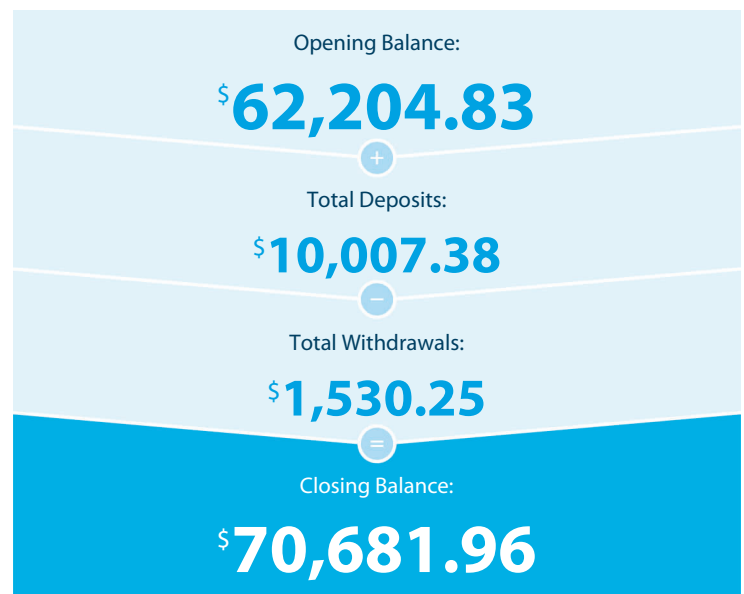 Opening Balance:
$62,204.83
+
Total Deposits:
$10,007.38
−
Total Withdrawals:
$1,530.25
=
Closing Balance:
$70,681.96